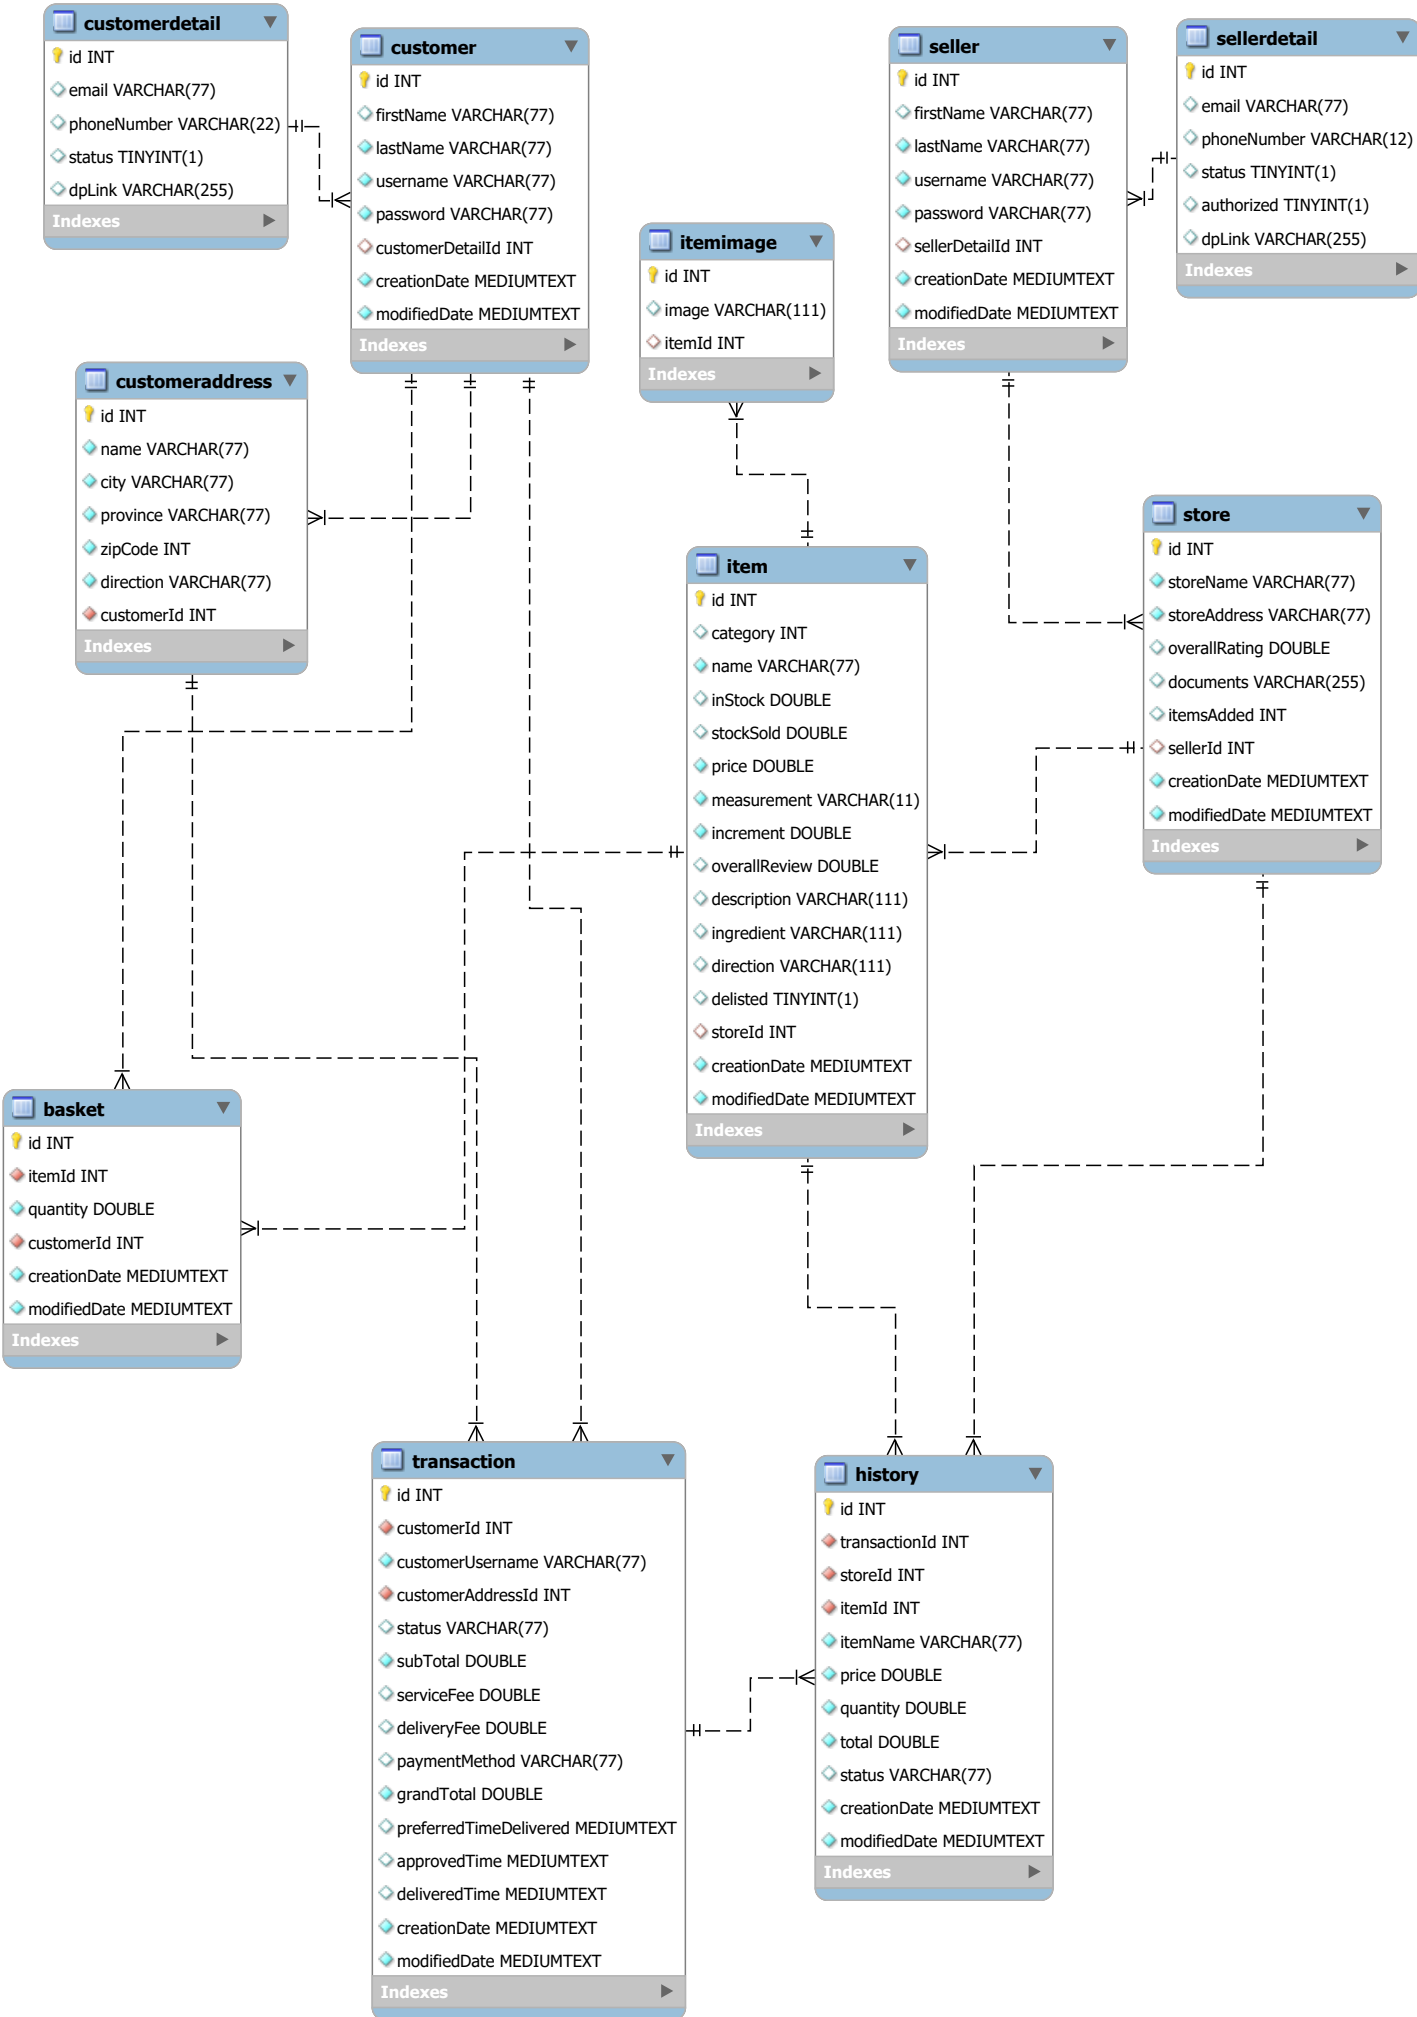 customerdetail
id INT
email VARCHAR(77)
phoneNumber VARCHAR(22)
status TINYINT(1)
dpLink VARCHAR(255)
Indexes
customer
id INT
firstName VARCHAR(77)
lastName VARCHAR(77)
username VARCHAR(77)
password VARCHAR(77)
customerDetailId INT
creationDate MEDIUMTEXT
modifiedDate MEDIUMTEXT
Indexes
seller
id INT
firstName VARCHAR(77)
lastName VARCHAR(77)
username VARCHAR(77)
password VARCHAR(77)
sellerDetailId INT
creationDate MEDIUMTEXT
modifiedDate MEDIUMTEXT
Indexes
sellerdetail
id INT
email VARCHAR(77)
phoneNumber VARCHAR(12)
status TINYINT(1)
authorized TINYINT(1)
dpLink VARCHAR(255)
Indexes
itemimage
id INT
image VARCHAR(111)
itemId INT
Indexes
customeraddress
id INT
name VARCHAR(77)
city VARCHAR(77)
province VARCHAR(77)
zipCode INT
direction VARCHAR(77)
customerId INT
Indexes
store
id INT
storeName VARCHAR(77)
storeAddress VARCHAR(77)
overallRating DOUBLE
documents VARCHAR(255)
itemsAdded INT
sellerId INT
creationDate MEDIUMTEXT
modifiedDate MEDIUMTEXT
Indexes
item
id INT
category INT
name VARCHAR(77)
inStock DOUBLE
stockSold DOUBLE
price DOUBLE
measurement VARCHAR(11)
increment DOUBLE
overallReview DOUBLE
description VARCHAR(111)
ingredient VARCHAR(111)
direction VARCHAR(111)
delisted TINYINT(1)
storeId INT
creationDate MEDIUMTEXT
modifiedDate MEDIUMTEXT
Indexes
basket
id INT
itemId INT
quantity DOUBLE
customerId INT
creationDate MEDIUMTEXT
modifiedDate MEDIUMTEXT
Indexes
transaction
id INT
customerId INT
customerUsername VARCHAR(77)
customerAddressId INT
status VARCHAR(77)
subTotal DOUBLE
serviceFee DOUBLE
deliveryFee DOUBLE
paymentMethod VARCHAR(77)
grandTotal DOUBLE
preferredTimeDelivered MEDIUMTEXT
approvedTime MEDIUMTEXT
deliveredTime MEDIUMTEXT
creationDate MEDIUMTEXT
modifiedDate MEDIUMTEXT
Indexes
history
id INT
transactionId INT
storeId INT
itemId INT
itemName VARCHAR(77)
price DOUBLE
quantity DOUBLE
total DOUBLE
status VARCHAR(77)
creationDate MEDIUMTEXT
modifiedDate MEDIUMTEXT
Indexes